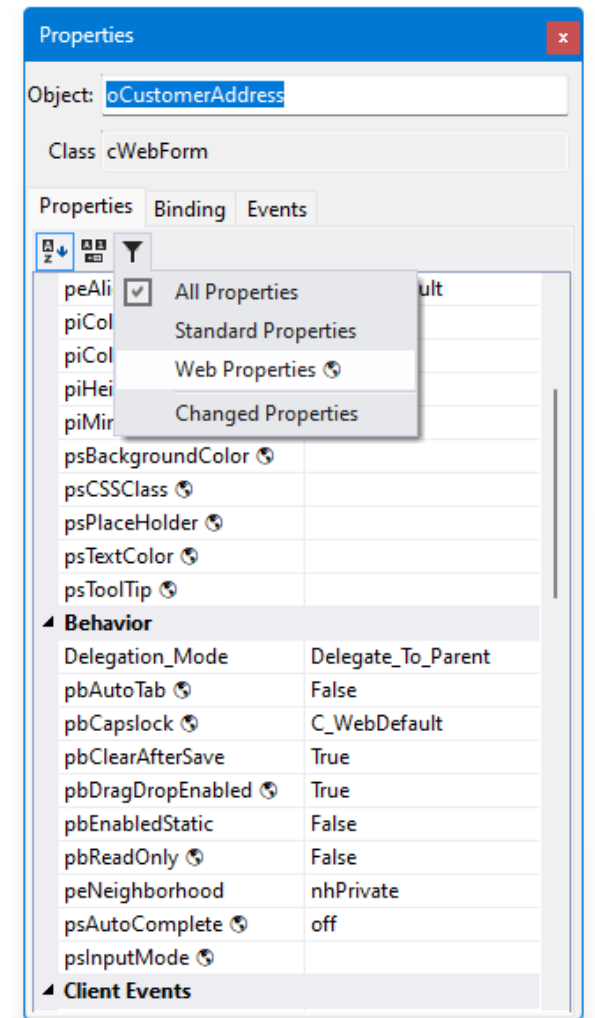 Properties
x
Object: oCustomerAddress
Class cWebForm
Properties Binding Events
peAli ult
All Properties
piCol
Standard Properties
piCol
Web Properties
piHei
piMin
Changed Properties
psBackgroundColor
psCSSClass
psPlaceHolder
psTextColor
psToolTip
Behavior
Delegation_Mode Delegate_To_Parent
pbAutoTab False
pbCapslock C_WebDefault
pbClearAfterSave True
pbDragDropEnabled True
pbEnabledStatic False
pbReadOnly False
peNeighborhood nhPrivate
psAutoComplete off
psInputMode
Client Events